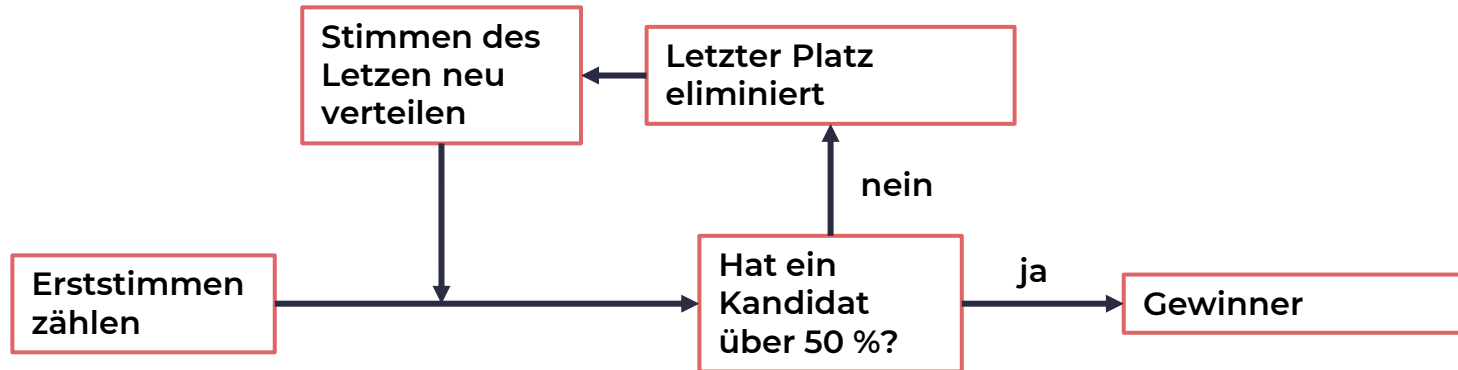 Stimmen des
Letzen neu
verteilen
Letzter Platz
eliminiert
nein
Erststimmen
zählen
Hat ein
Kandidat
über 50 %?
ja
Gewinner